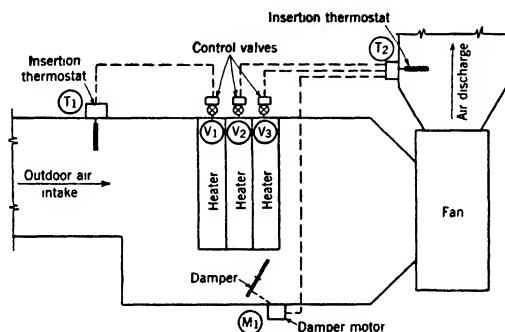 Insertion
thermostat
T1
Control valves
T2
Insertion thermostat
Air discharge
V1
V2
V3
Outdoor air
intake
Heater
Heater
Heater
Fan
Damper
M1
Damper motor